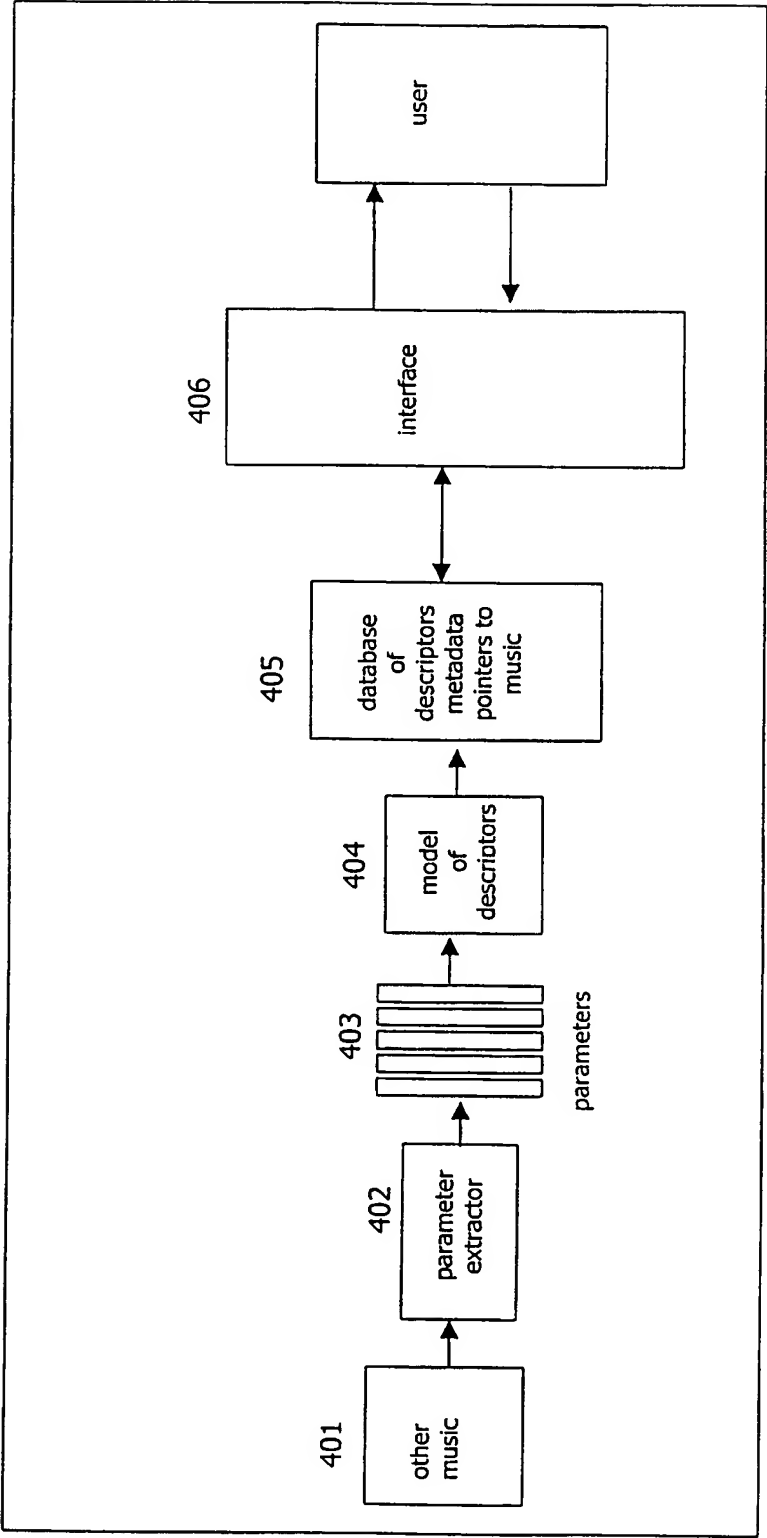 401
other
music
402
parameter
extractor
403
parameters
404
model
of
descriptors
405
database
of
descriptors
metadata
pointers to
music
406
interface
user